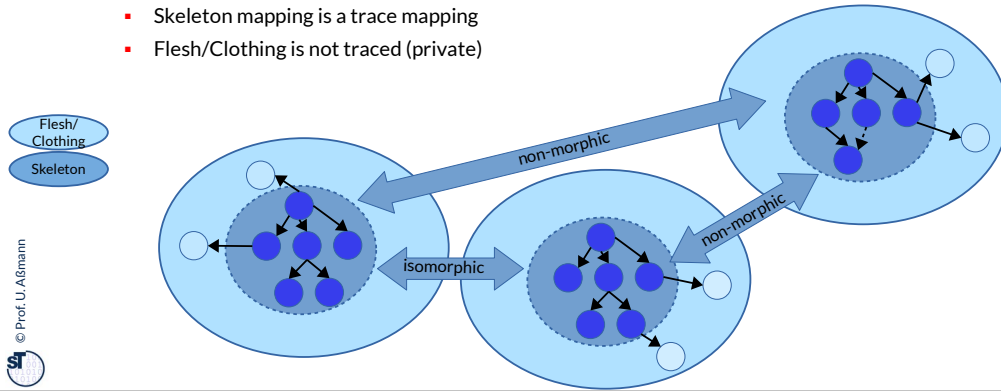 Skeleton mapping is a trace mapping
Flesh/Clothing is not traced (private)
Flesh/
Clothing
Skeleton
non-morphic
non-morphic
isomorphic
© Prof. U. Aßmann
ST